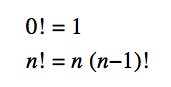 0! = 1
n! = n (n−1)!